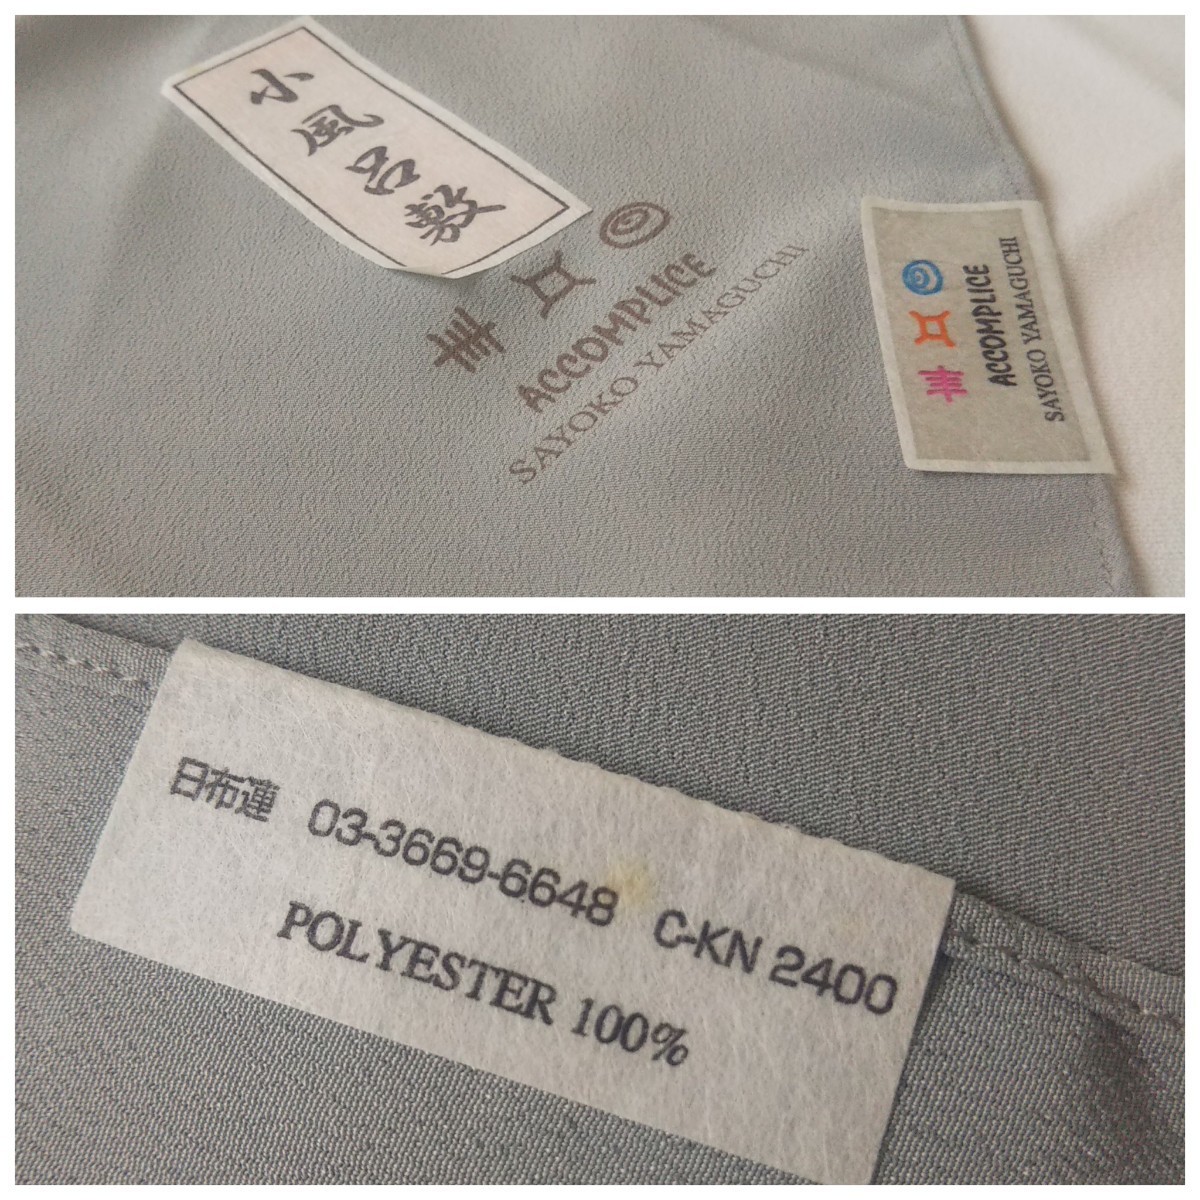 小風呂敷
ACCOMPLICE
SAYOKO YAMAGUCHI
ACCOMPLICE
SAYOKO YAMAGUCHI
日布連 03-3669-6648 C-KN 2400
POLYESTER 100%